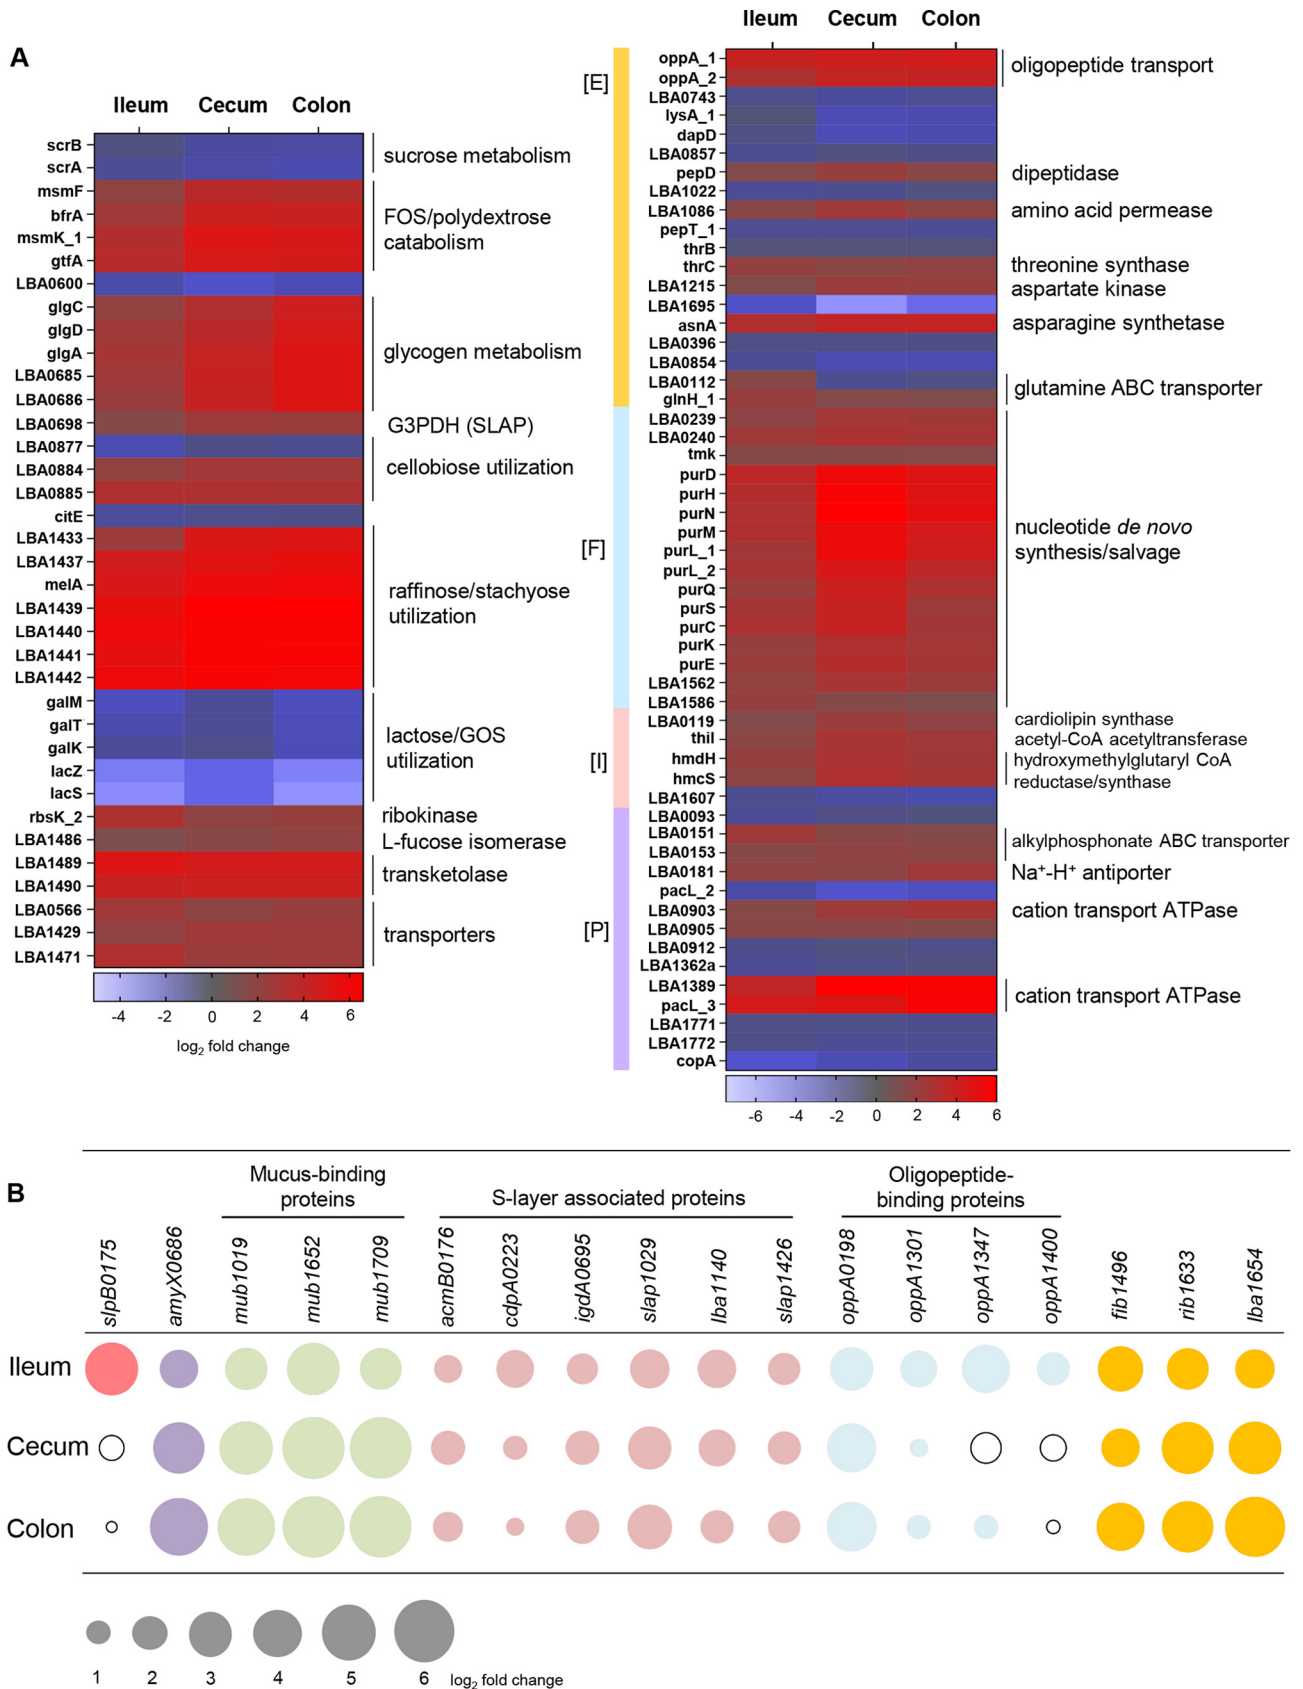 A
Ileum Cecum Colon
scrB
scrA
sucrose metabolism
msmF
bfrA
msmK_1
gtfA
FOS/polydextrose
catabolism
LBA0600
glgC
glgD
glgA
LBA0685
LBA0686
glycogen metabolism
LBA0698
G3PDH (SLAP)
LBA0877
LBA0884
LBA0885
cellobiose utilization
citE
LBA1433
LBA1437
melA
LBA1439
LBA1440
LBA1441
LBA1442
raffinose/stachyose
utilization
galM
galT
galK
lacZ
lacS
lactose/GOS
utilization
rbsK_2
ribokinase
LBA1486
L-fucose isomerase
LBA1489
LBA1490
transketolase
LBA0566
LBA1429
LBA1471
transporters
-4 -2 0 2 4 6
log2 fold change
Ileum Cecum Colon
[E]
oppA_1
oppA_2
oligopeptide transport
LBA0743
lysA_1
dapD
LBA0857
pepD
dipeptidase
LBA1022
LBA1086
amino acid permease
pepT_1
thrB
thrC
threonine synthase
LBA1215
aspartate kinase
LBA1695
asnA
asparagine synthetase
LBA0396
LBA0854
LBA0112
glnH_1
glutamine ABC transporter
[F]
LBA0239
LBA0240
tmk
purD
purH
purN
purM
purL_1
purL_2
purQ
purS
purC
purK
purE
LBA1562
LBA1586
nucleotide de novo
synthesis/salvage
[I]
LBA0119
cardiolipin synthase
thil
acetyl-CoA acetyltransferase
hmdH
hmcS
hydroxymethylglutaryl CoA
reductase/synthase
LBA1607
[P]
LBA0093
LBA0151
LBA0153
alkylphosphonate ABC transporter
LBA0181
Na+-H+ antiporter
pacL_2
LBA0903
cation transport ATPase
LBA0905
LBA0912
LBA1362a
LBA1389
pacL_3
cation transport ATPase
LBA1771
LBA1772
copA
-6 -4 -2 0 2 4 6
B
Mucus-binding
proteins
S-layer associated proteins
Oligopeptide-
binding proteins
slpB0175 amyX0686 mub1019 mub1652 mub1709 acmB0176 cdpA0223 igdA0695 slap1029 lba1140 slap1426 oppA0198 oppA1301 oppA1347 oppA1400 fib1496 rib1633 lba1654
Ileum
Cecum
Colon
1 2 3 4 5 6 log2 fold change